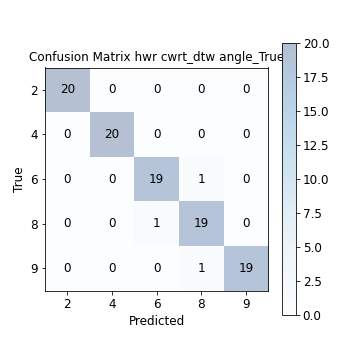 Confusion Matrix hwr cwrt_dtw angle_True
True
2 20 0 0 0 0
4 0 20 0 0 0
6 0 0 19 1 0
8 0 0 1 19 0
9 0 0 0 1 19
2 4 6 8 9
Predicted
20.0
17.5
15.0
12.5
10.0
7.5
5.0
2.5
0.0